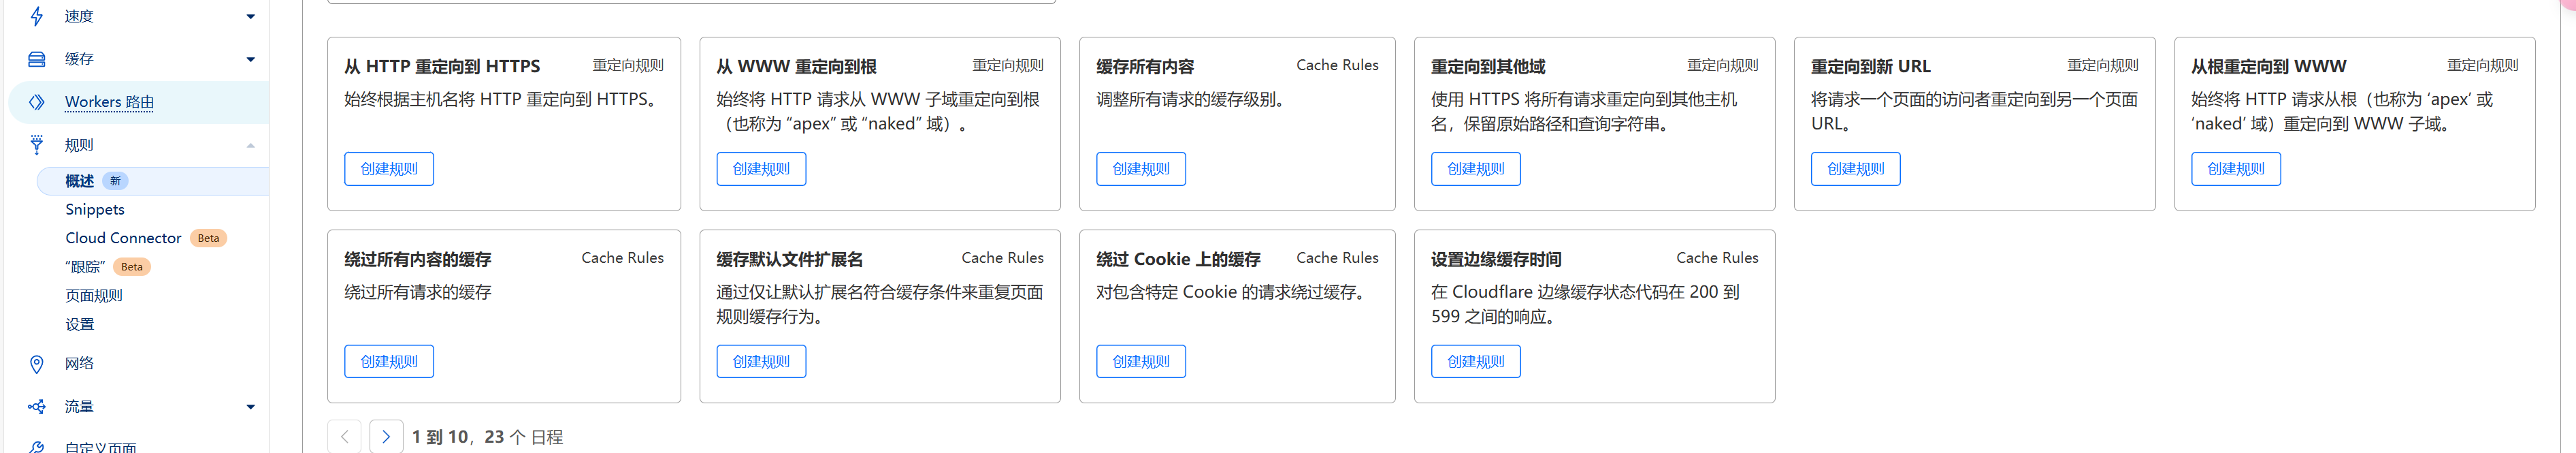 速度
缓存
Workers 路由
规则
概述 新
Snippets
Cloud Connector Beta
“跟踪” Beta
页面规则
设置
网络
流量
自定义页面
从 HTTP 重定向到 HTTPS 重定向规则
始终根据主机名将 HTTP 重定向到 HTTPS。
创建规则
从 WWW 重定向到根 重定向规则
始终将 HTTP 请求从 WWW 子域重定向到根
（也称为 “apex” 或 “naked” 域）。
创建规则
缓存所有内容 Cache Rules
调整所有请求的缓存级别。
创建规则
重定向到其他域 重定向规则
使用 HTTPS 将所有请求重定向到其他主机
名，保留原始路径和查询字符串。
创建规则
重定向到新 URL 重定向规则
将请求一个页面的访问者重定向到另一个页面
URL。
创建规则
从根重定向到 WWW 重定向规则
始终将 HTTP 请求从根（也称为 ‘apex’ 或
‘naked’ 域）重定向到 WWW 子域。
创建规则
绕过所有内容的缓存 Cache Rules
绕过所有请求的缓存
创建规则
缓存默认文件扩展名 Cache Rules
通过仅让默认扩展名符合缓存条件来重复页面
规则缓存行为。
创建规则
绕过 Cookie 上的缓存 Cache Rules
对包含特定 Cookie 的请求绕过缓存。
创建规则
设置边缘缓存时间 Cache Rules
在 Cloudflare 边缘缓存状态代码在 200 到
599 之间的响应。
创建规则
1 到 10，23 个 日程